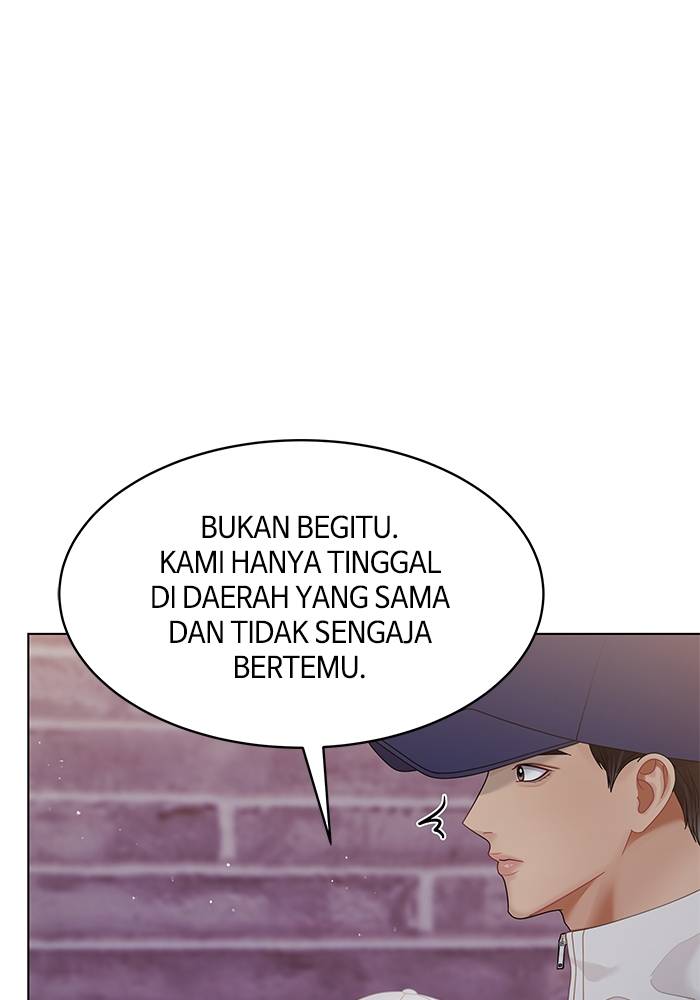 BUKAN BEGITU.
KAMI HANYA TINGGAL
DI DAERAH YANG SAMA
DAN TIDAK SENGAJA
BERTEMU.